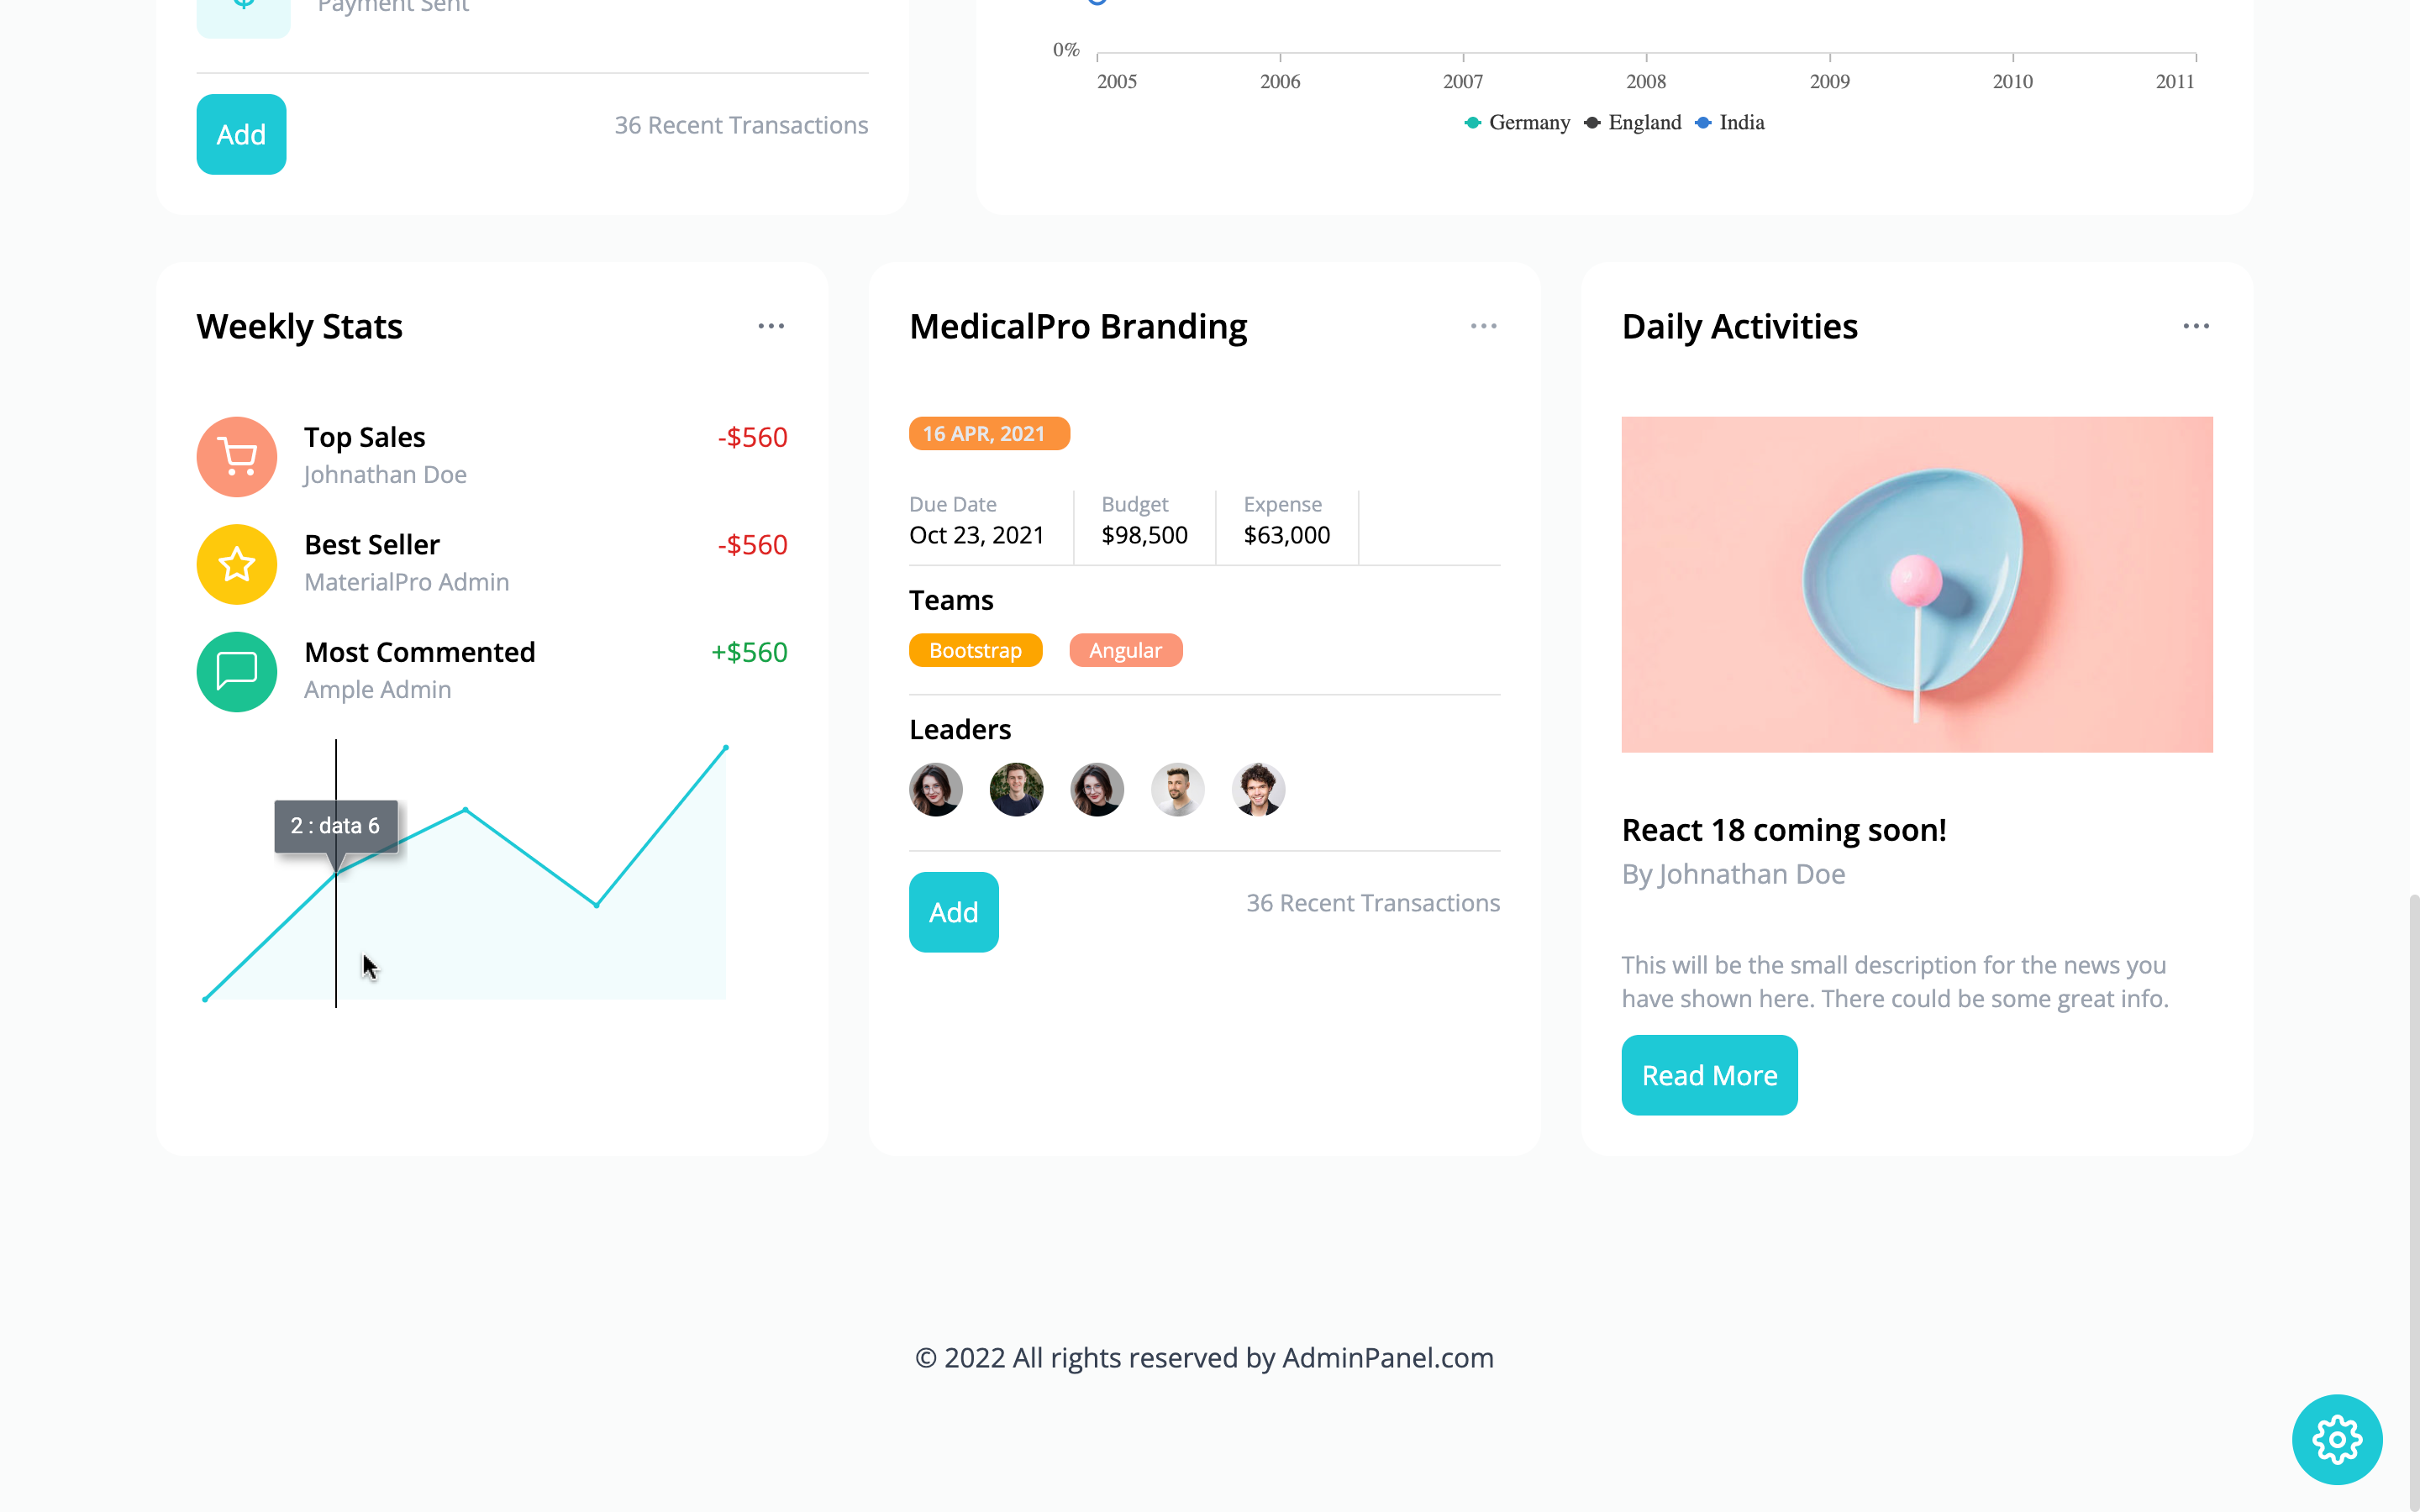 Payment Sent
Add
36 Recent Transactions
0%
2005 2006 2007 2008 2009 2010 2011
Germany England India
Weekly Stats
Top Sales
-$560
Johnathan Doe
Best Seller
-$560
MaterialPro Admin
Most Commented
+$560
Ample Admin
2 : data 6
MedicalPro Branding
16 APR, 2021
Due Date Budget Expense
Oct 23, 2021 $98,500 $63,000
Teams
Bootstrap Angular
Leaders
Add
36 Recent Transactions
Daily Activities
React 18 coming soon!
By Johnathan Doe
This will be the small description for the news you
have shown here. There could be some great info.
Read More
© 2022 All rights reserved by AdminPanel.com